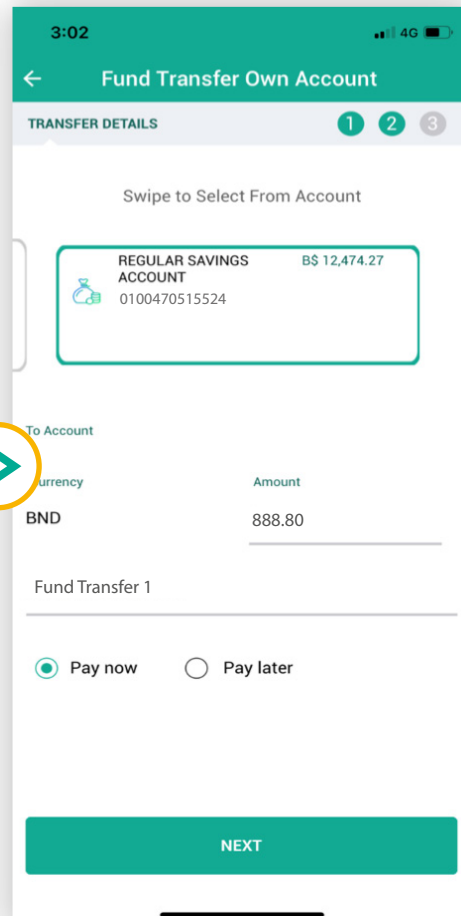 3:02
4G
Fund Transfer Own Account
TRANSFER DETAILS
1 2 3
Swipe to Select From Account
REGULAR SAVINGS B$ 12,474.27
ACCOUNT
0100470515524
To Account
urrency Amount
BND 888.80
Fund Transfer 1
Pay now Pay later
NEXT